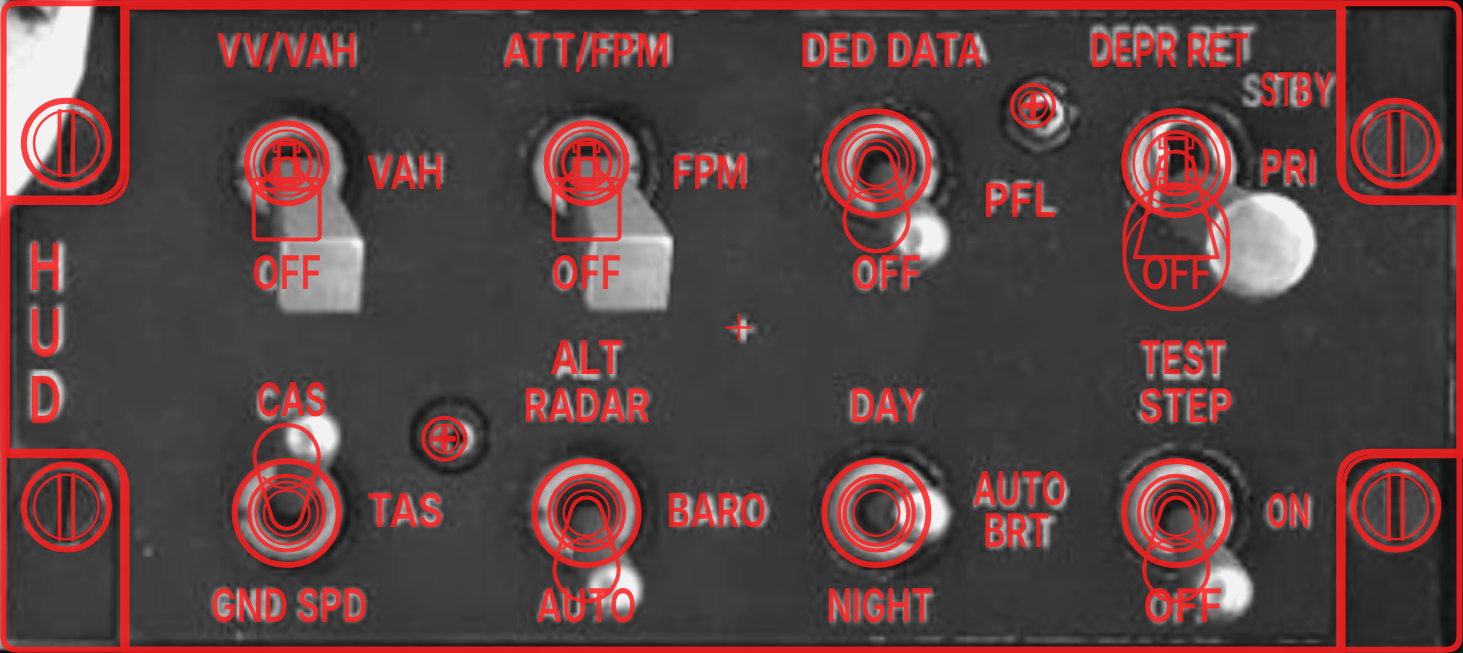 VV/VAH
ATT/FPM
DED DATA
DEPR RET
STBY
VAH
FPM
PFL
PRI
OFF
OFF
OFF
OFF
HUD
CAS
ALT
RADAR
DAY
TEST
STEP
TAS
BARO
AUTO
BRT
ON
GND SPD
AUTO
NIGHT
OFF